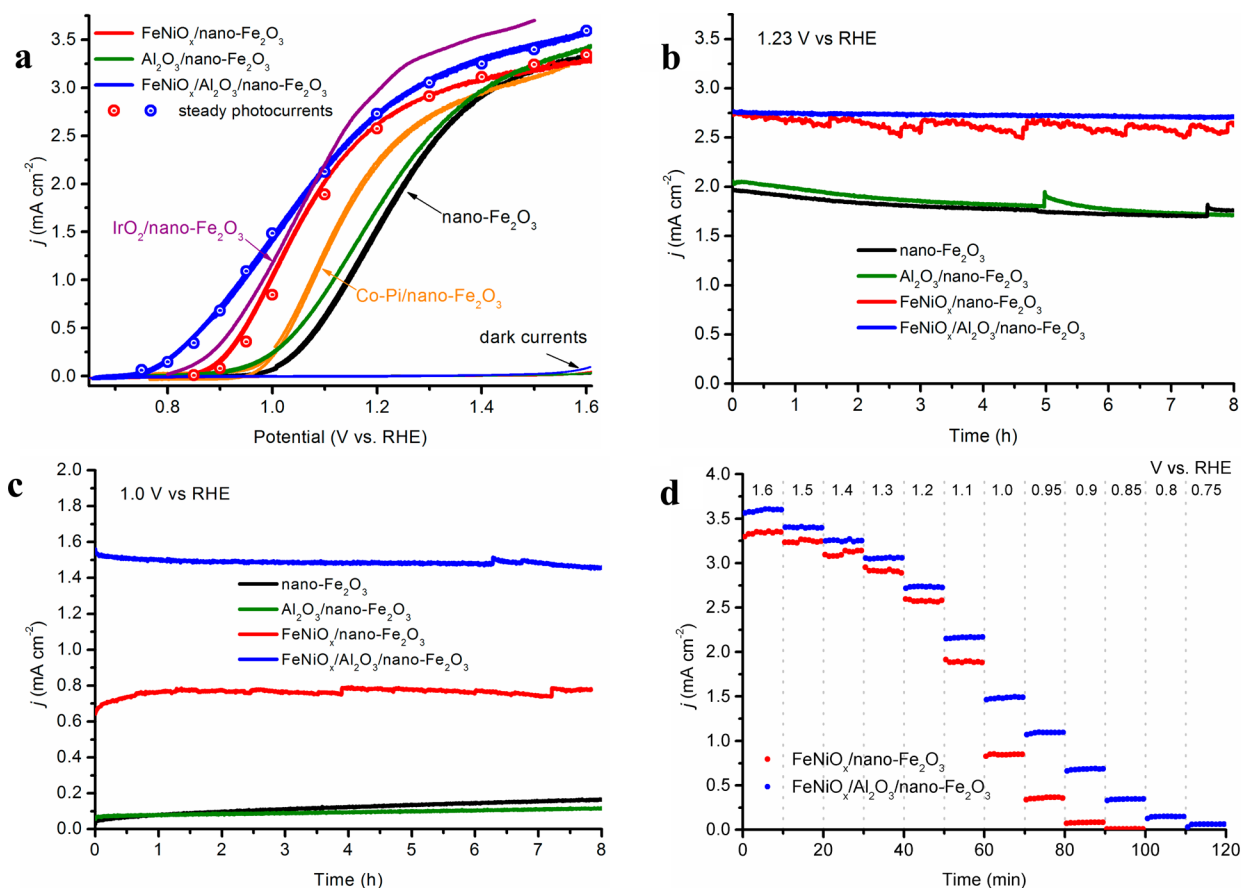 a
FeNiOx/nano-Fe2O3
Al2O3/nano-Fe2O3
FeNiOx/Al2O3/nano-Fe2O3
steady photocurrents
IrO2/nano-Fe2O3
nano-Fe2O3
Co-Pi/nano-Fe2O3
dark currents
3.5
3.0
2.5
2.0
1.5
1.0
0.5
0.0
j (mA cm-2)
0.8 1.0 1.2 1.4 1.6
Potential (V vs. RHE)
b
1.23 V vs RHE
nano-Fe2O3
Al2O3/nano-Fe2O3
FeNiOx/nano-Fe2O3
FeNiOx/Al2O3/nano-Fe2O3
3.5
3.0
2.5
2.0
1.5
1.0
0.5
0.0
j (mA cm-2)
0 1 2 3 4 5 6 7 8
Time (h)
c
1.0 V vs RHE
nano-Fe2O3
Al2O3/nano-Fe2O3
FeNiOx/nano-Fe2O3
FeNiOx/Al2O3/nano-Fe2O3
2.0
1.8
1.6
1.4
1.2
1.0
0.8
0.6
0.4
0.2
0.0
j (mA cm-2)
0 1 2 3 4 5 6 7 8
Time (h)
d
V vs. RHE
1.6 1.5 1.4 1.3 1.2 1.1 1.0 0.95 0.9 0.85 0.8 0.75
FeNiOx/nano-Fe2O3
FeNiOx/Al2O3/nano-Fe2O3
4.0
3.5
3.0
2.5
2.0
1.5
1.0
0.5
0.0
j (mA cm-2)
0 20 40 60 80 100 120
Time (min)